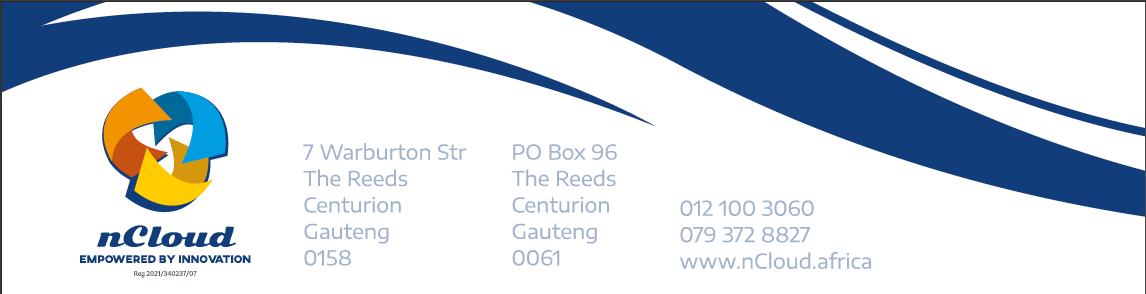 nCloud
EMPOWERED BY INNOVATION
Reg 2021/340237/07
7 Warburton Str
The Reeds
Centurion
Gauteng
0158
PO Box 96
The Reeds
Centurion
Gauteng
0061
012 100 3060
079 372 8827
www.nCloud.africa